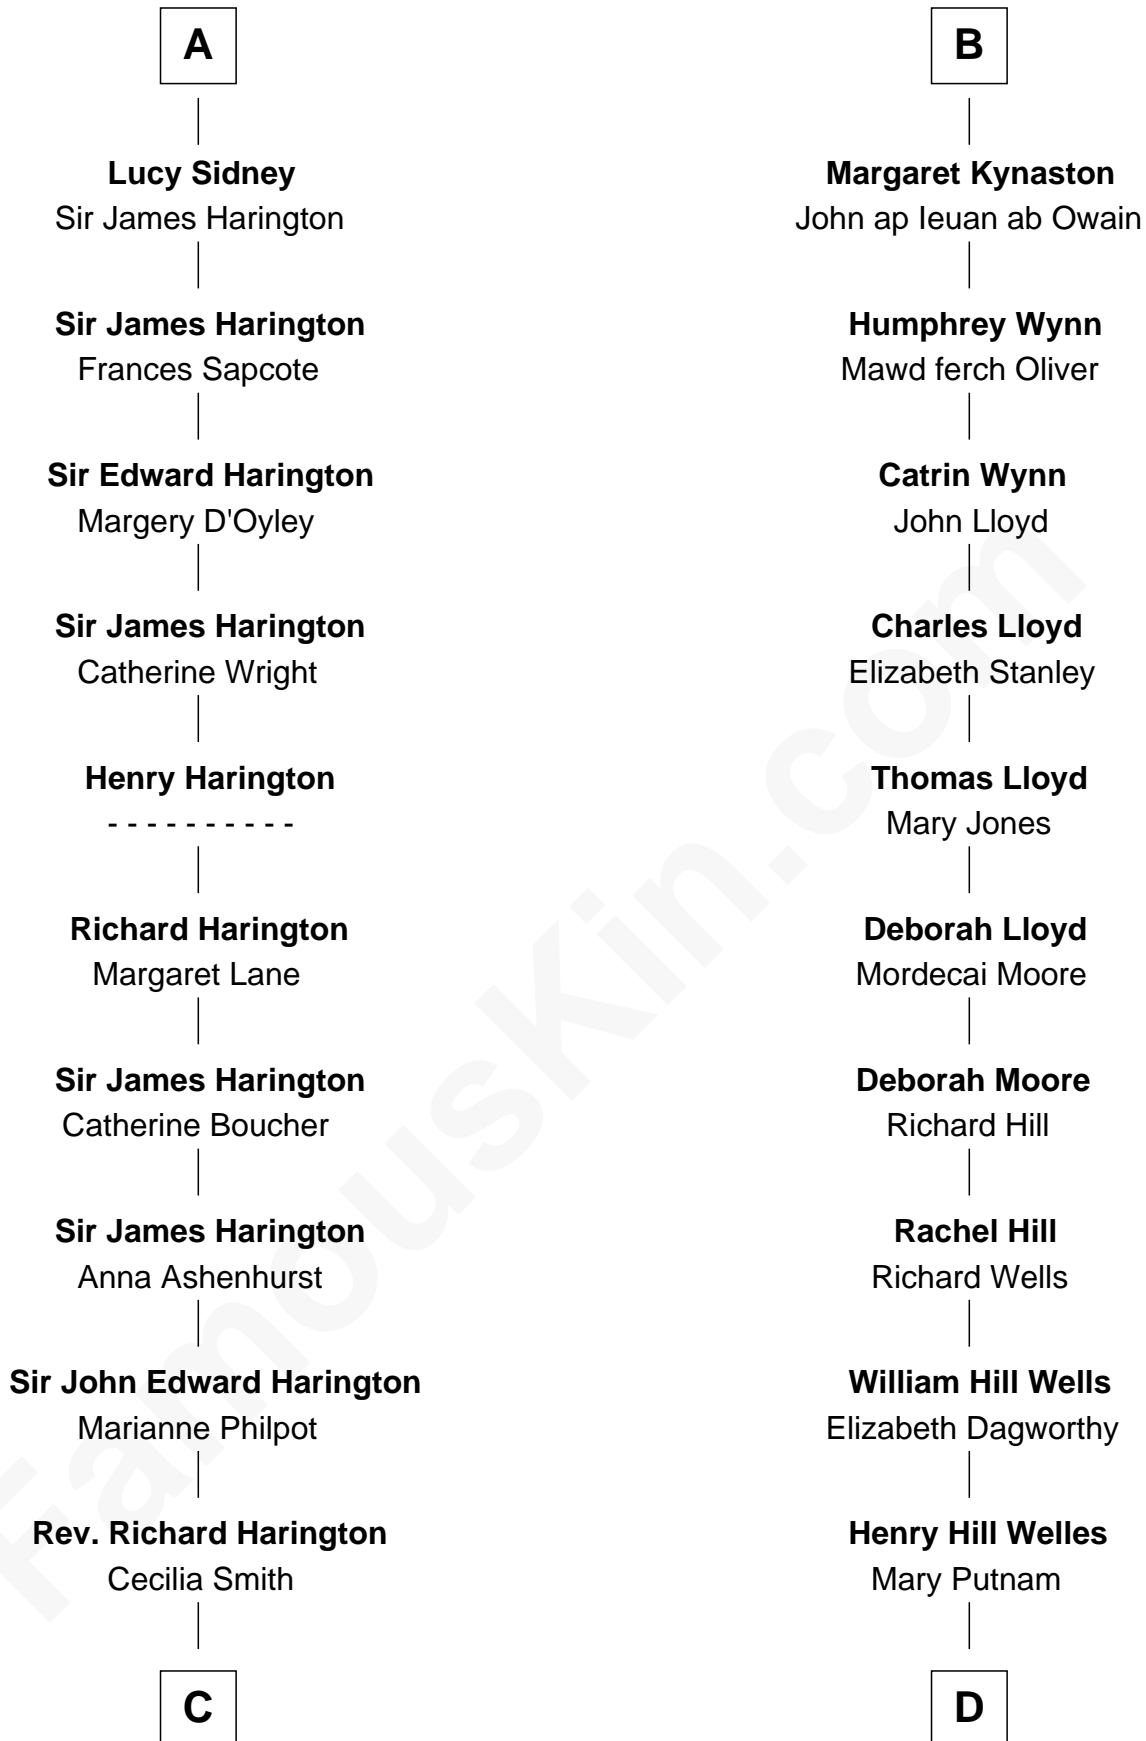 A
Lucy Sidney
Sir James Harington
Sir James Harington
Frances Sapcote
Sir Edward Harington
Margery D'Oyley
Sir James Harington
Catherine Wright
Henry Harington
- - - - - - - - - -
Richard Harington
Margaret Lane
Sir James Harington
Catherine Boucher
Sir James Harington
Anna Ashenhurst
Sir John Edward Harington
Marianne Philpot
Rev. Richard Harington
Cecilia Smith
C
B
Margaret Kynaston
John ap Ieuan ab Owain
Humphrey Wynn
Mawd ferch Oliver
Catrin Wynn
John Lloyd
Charles Lloyd
Elizabeth Stanley
Thomas Lloyd
Mary Jones
Deborah Lloyd
Mordecai Moore
Deborah Moore
Richard Hill
Rachel Hill
Richard Wells
William Hill Wells
Elizabeth Dagworthy
Henry Hill Welles
Mary Putnam
D
FamousKin.com